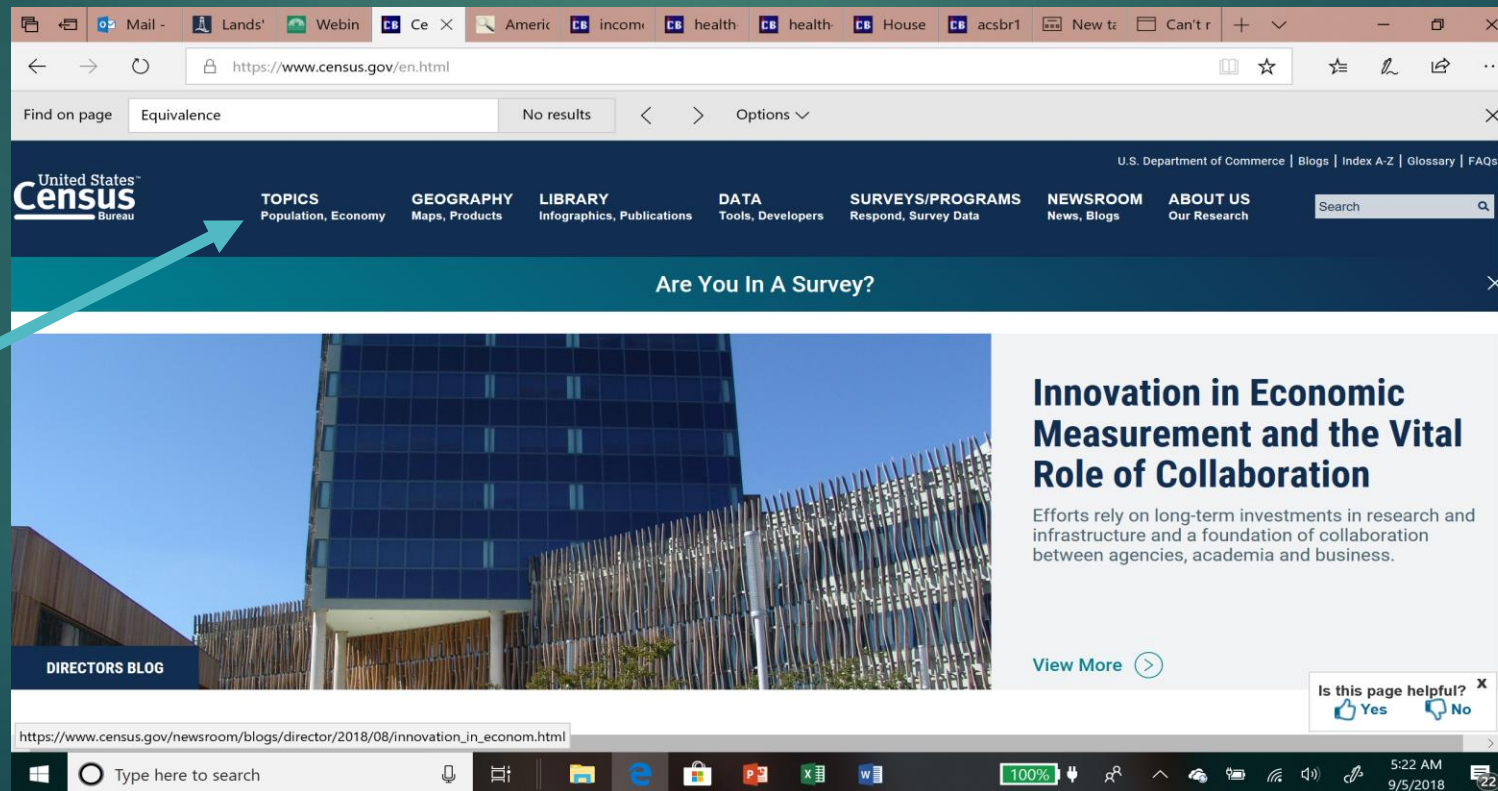 Mail -
Lands'
Webin
Ce
Americ
incom
health-
health-
House
acsbr1
New ta
Can't r
https://www.census.gov/en.html
Find on page
Equivalence
No results
Options
U.S. Department of Commerce | Blogs | Index A-Z | Glossary | FAQs
United States™
Census
Bureau
TOPICS
Population, Economy
GEOGRAPHY
Maps, Products
LIBRARY
Infographics, Publications
DATA
Tools, Developers
SURVEYS/PROGRAMS
Respond, Survey Data
NEWSROOM
News, Blogs
ABOUT US
Our Research
Search
Are You In A Survey?
Innovation in Economic
Measurement and the Vital
Role of Collaboration
Efforts rely on long-term investments in research and
infrastructure and a foundation of collaboration
between agencies, academia and business.
DIRECTORS BLOG
View More
Is this page helpful? X
Yes No
https://www.census.gov/newsroom/blogs/director/2018/08/innovation_in_econom.html
Type here to search
100%
5:22 AM
9/5/2018
22